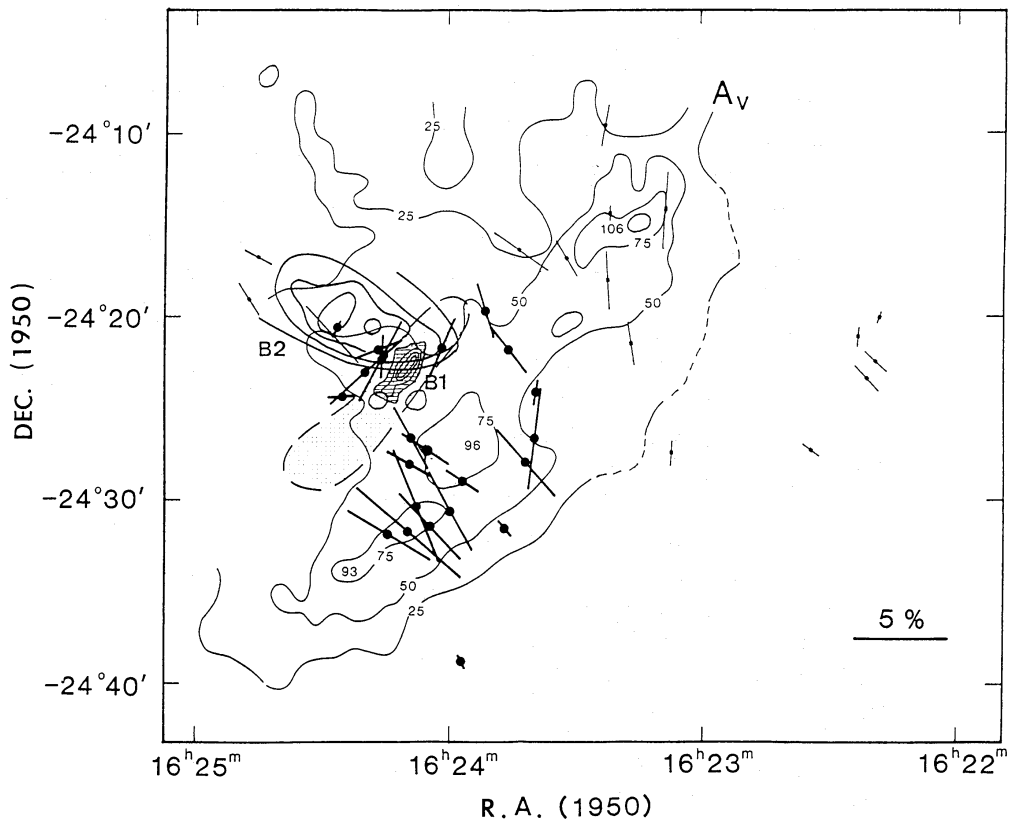 A_V
25
−24°10′
25
106
75
50
50
−24°20′
B2
B1
DEC. (1950)
75
96
−24°30′
75
93
50
25
5 %
−24°40′
16ʰ25ᵐ
16ʰ24ᵐ
16ʰ23ᵐ
16ʰ22ᵐ
R.A. (1950)